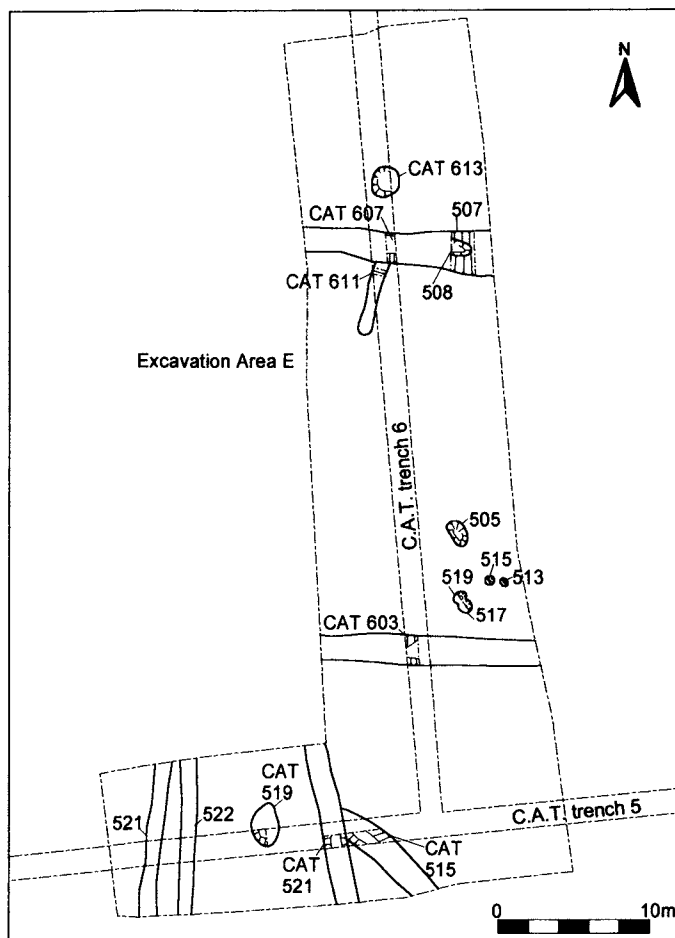 N
CAT 613
507
CAT 607
CAT 611
508
Excavation Area E
C.A.T. trench 6
505
515
513
519
517
CAT 603
CAT
519
521
522
CAT
521
CAT
515
C.A.T. trench 5
0
10m